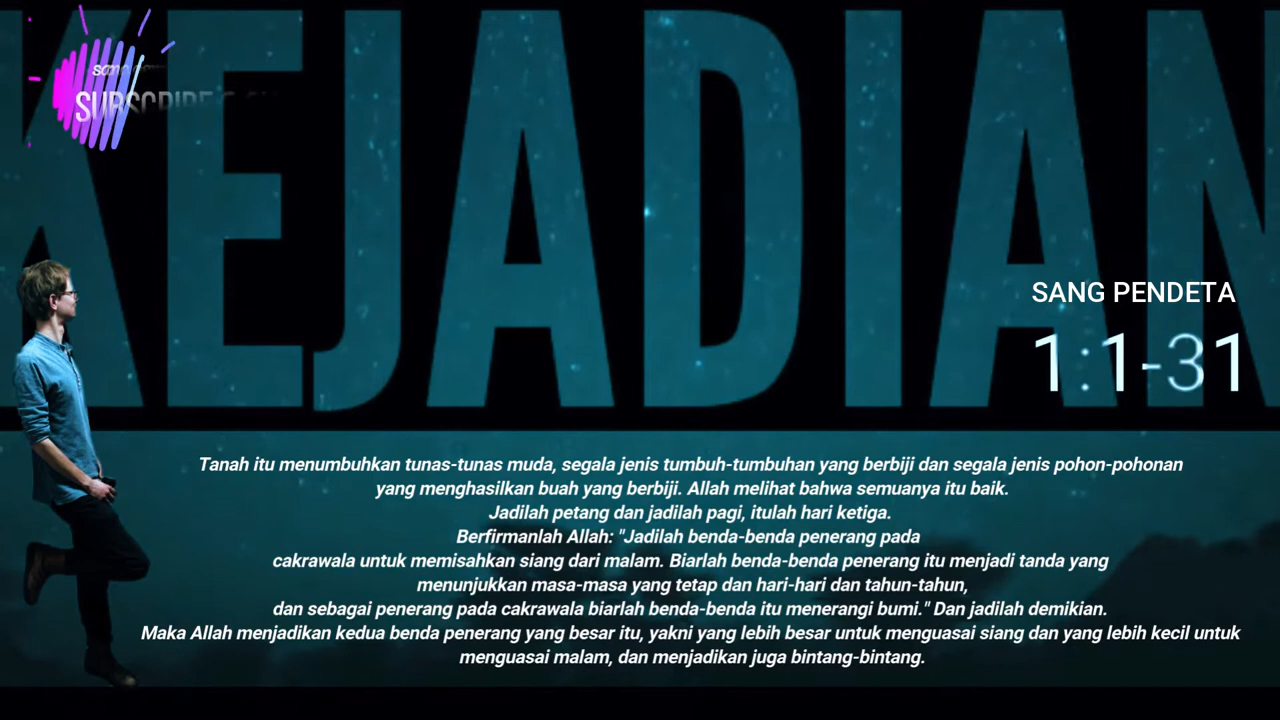 KEJADIAN
SUBSCRIBE
SANG PENDETA
1:1-31
Tanah itu menumbuhkan tunas-tunas muda, segala jenis tumbuh-tumbuhan yang berbiji dan segala jenis pohon-pohonan
yang menghasilkan buah yang berbiji. Allah melihat bahwa semuanya itu baik.
Jadilah petang dan jadilah pagi, itulah hari ketiga.
Berfirmanlah Allah: "Jadilah benda-benda penerang pada
cakrawala untuk memisahkan siang dari malam. Biarlah benda-benda penerang itu menjadi tanda yang
menunjukkan masa-masa yang tetap dan hari-hari dan tahun-tahun,
dan sebagai penerang pada cakrawala biarlah benda-benda itu menerangi bumi." Dan jadilah demikian.
Maka Allah menjadikan kedua benda penerang yang besar itu, yakni yang lebih besar untuk menguasai siang dan yang lebih kecil untuk
menguasai malam, dan menjadikan juga bintang-bintang.